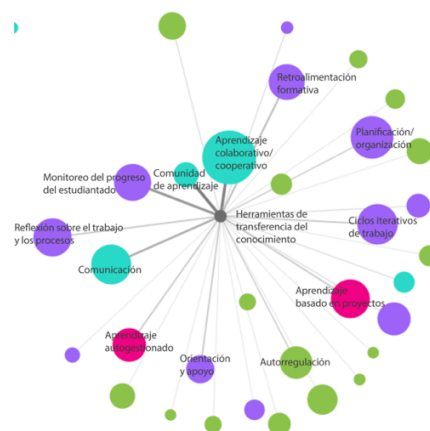 Retroalimentación
formativa
Planificación/
organización
Aprendizaje
colaborativo/
cooperativo
Comunidad
de aprendizaje
Monitoreo del progreso
del estudiantado
Herramientas de
transferencia del
conocimiento
Ciclos iterativos
de trabajo
Reflexión sobre el trabajo
y los procesos
Comunicación
Aprendizaje
basado en proyectos
Aprendizaje
autogestionado
Orientación
y apoyo
Autorregulación